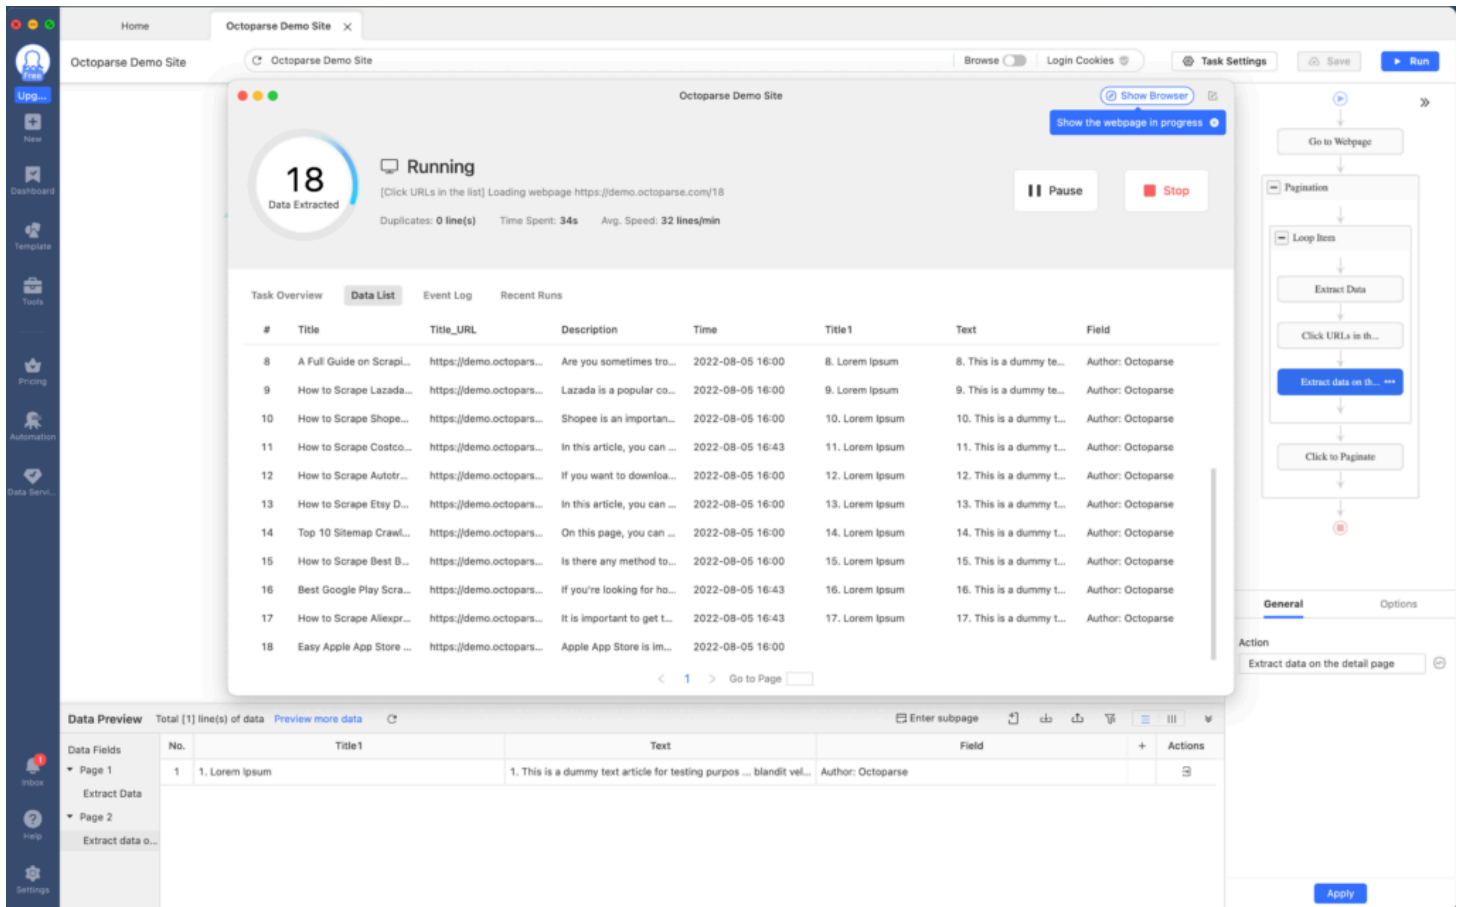 Home
Octoparse Demo Site
Free
Octoparse Demo Site
Octoparse Demo Site
Browse
Login Cookies
Task Settings
Save
Run
Upg...
New
Dashboard
Template
Tools
Pricing
Automation
Data Servi...
Inbox
1
Help
Settings
Octoparse Demo Site
Show Browser
Show the webpage in progress
18
Data Extracted
Running
[Click URLs in the list] Loading webpage https://demo.octoparse.com/18
Duplicates: 0 line(s) Time Spent: 34s Avg. Speed: 32 lines/min
Pause
Stop
Task Overview Data List Event Log Recent Runs
# Title Title_URL Description Time Title1 Text Field
8 A Full Guide on Scrapi... https://demo.octopars... Are you sometimes tro... 2022-08-05 16:00 8. Lorem Ipsum 8. This is a dummy te... Author: Octoparse
9 How to Scrape Lazada... https://demo.octopars... Lazada is a popular co... 2022-08-05 16:00 9. Lorem Ipsum 9. This is a dummy te... Author: Octoparse
10 How to Scrape Shope... https://demo.octopars... Shopee is an importan... 2022-08-05 16:00 10. Lorem Ipsum 10. This is a dummy t... Author: Octoparse
11 How to Scrape Costco... https://demo.octopars... In this article, you can ... 2022-08-05 16:43 11. Lorem Ipsum 11. This is a dummy t... Author: Octoparse
12 How to Scrape Autotr... https://demo.octopars... If you want to downloa... 2022-08-05 16:00 12. Lorem Ipsum 12. This is a dummy t... Author: Octoparse
13 How to Scrape Etsy D... https://demo.octopars... In this article, you can ... 2022-08-05 16:00 13. Lorem Ipsum 13. This is a dummy t... Author: Octoparse
14 Top 10 Sitemap Crawl... https://demo.octopars... On this page, you can ... 2022-08-05 16:00 14. Lorem Ipsum 14. This is a dummy t... Author: Octoparse
15 How to Scrape Best B... https://demo.octopars... Is there any method to... 2022-08-05 16:00 15. Lorem Ipsum 15. This is a dummy t... Author: Octoparse
16 Best Google Play Scra... https://demo.octopars... If you're looking for ho... 2022-08-05 16:43 16. Lorem Ipsum 16. This is a dummy t... Author: Octoparse
17 How to Scrape Aliexpr... https://demo.octopars... It is important to get t... 2022-08-05 16:43 17. Lorem Ipsum 17. This is a dummy t... Author: Octoparse
18 Easy Apple App Store ... https://demo.octopars... Apple App Store is im... 2022-08-05 16:00
< 1 > Go to Page
Go to Webpage
Pagination
Loop Item
Extract Data
Click URLs in th...
Extract data on th... •••
Click to Paginate
General Options
Action
Extract data on the detail page
Apply
Data Preview Total [1] line(s) of data Preview more data
Enter subpage
Data Fields
Page 1
Extract Data
Page 2
Extract data o...
No. Title1 Text Field + Actions
1 1. Lorem Ipsum 1. This is a dummy text article for testing purpos ... blandit vel... Author: Octoparse